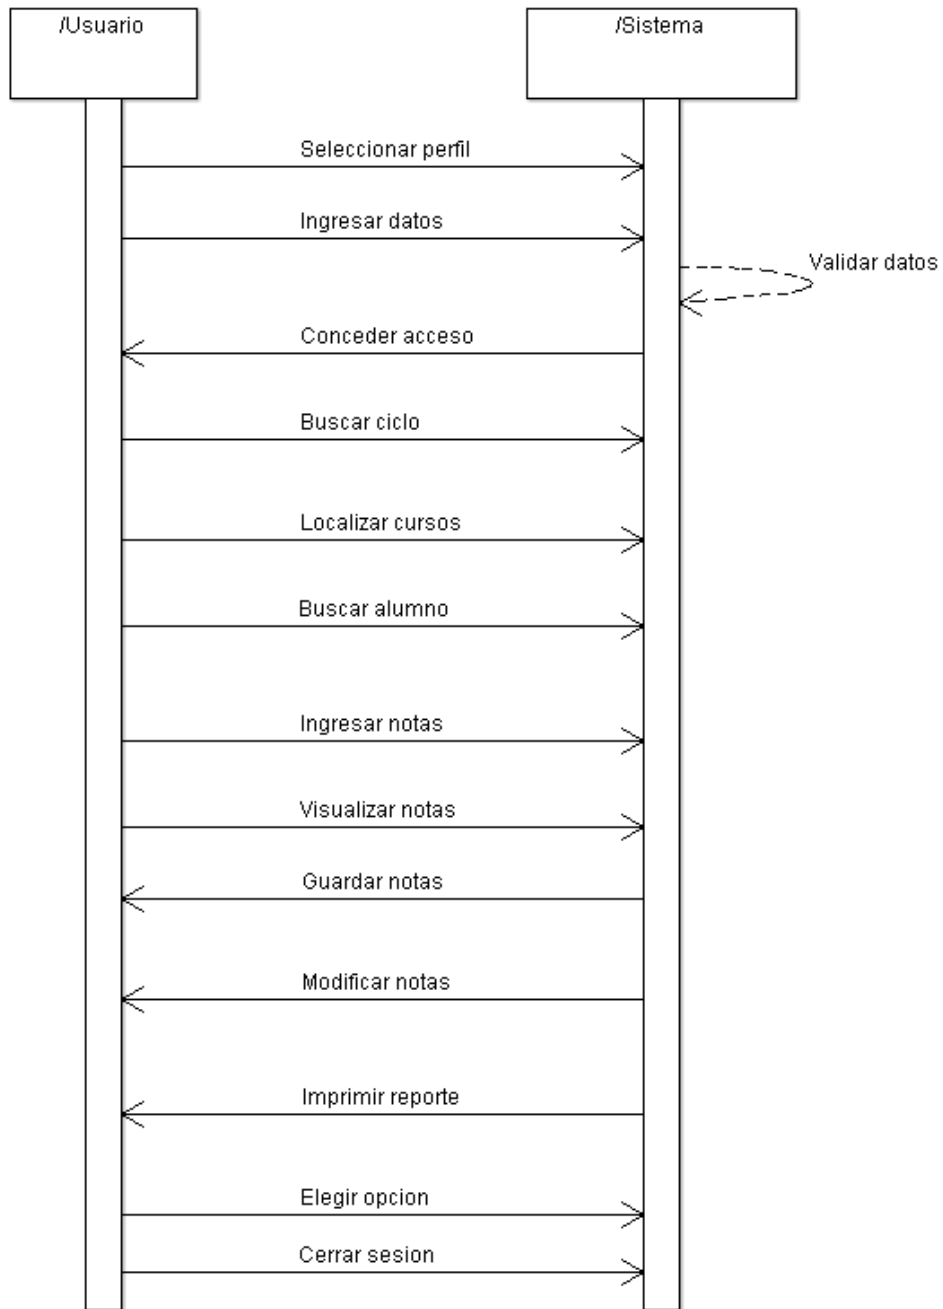 /Usuario
/Sistema
Seleccionar perfil
Ingresar datos
Validar datos
Conceder acceso
Buscar ciclo
Localizar cursos
Buscar alumno
Ingresar notas
Visualizar notas
Guardar notas
Modificar notas
Imprimir reporte
Elegir opcion
Cerrar sesion